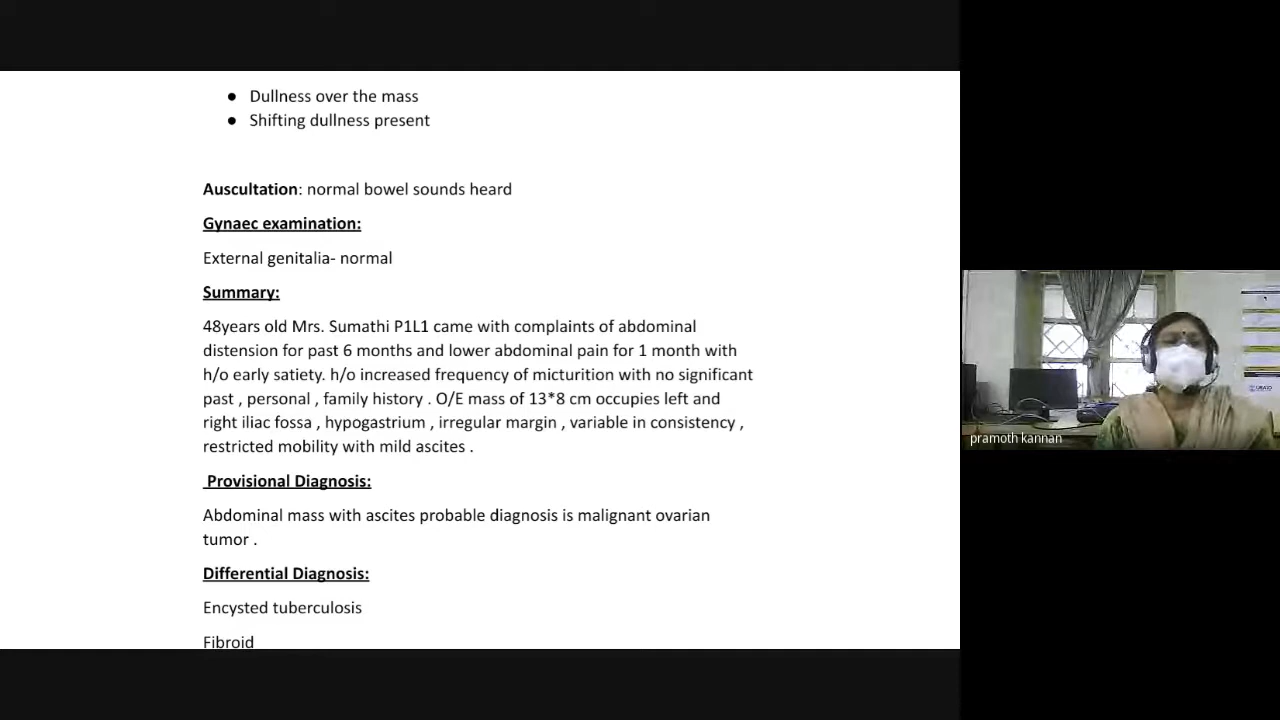 ● Dullness over the mass
● Shifting dullness present
Auscultation: normal bowel sounds heard
Gynaec examination:
External genitalia- normal
Summary:
48years old Mrs. Sumathi P1L1 came with complaints of abdominal
distension for past 6 months and lower abdominal pain for 1 month with
h/o early satiety. h/o increased frequency of micturition with no significant
past , personal , family history . O/E mass of 13*8 cm occupies left and
right iliac fossa , hypogastrium , irregular margin , variable in consistency ,
restricted mobility with mild ascites .
Provisional Diagnosis:
Abdominal mass with ascites probable diagnosis is malignant ovarian
tumor .
Differential Diagnosis:
Encysted tuberculosis
Fibroid
pramoth kannan